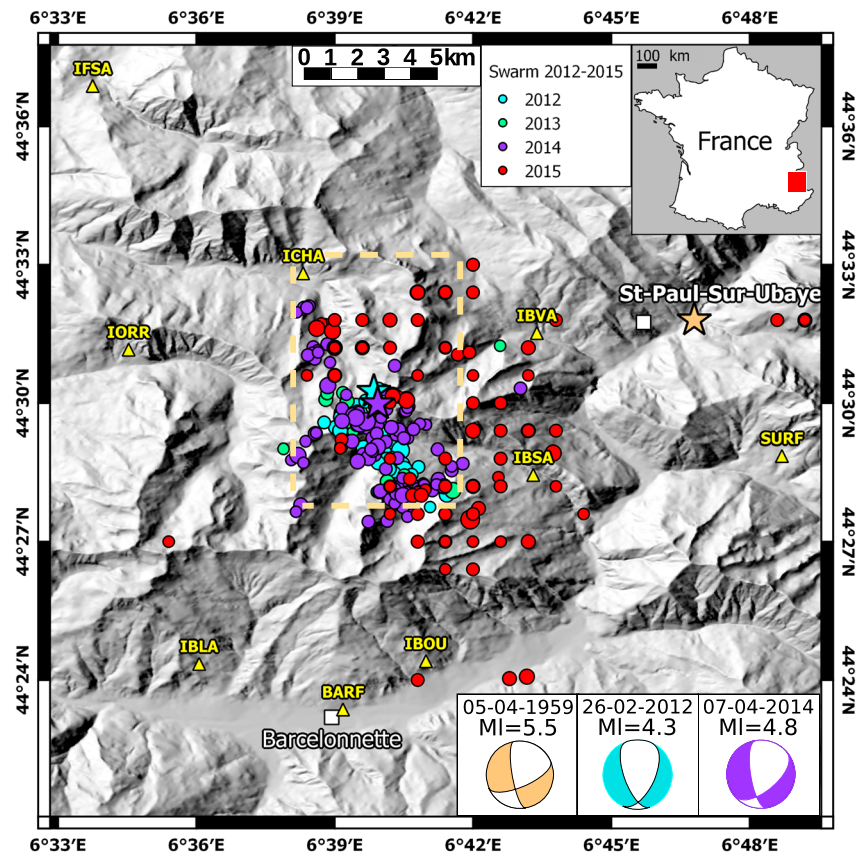 6°33'E 6°36'E 6°39'E 6°42'E 6°45'E 6°48'E
0 1 2 3 4 5km
Swarm 2012-2015
2012
2013
2014
2015
100 km
France
IFSA
44°36'N 44°36'N
44°33'N 44°33'N
ICHA
St-Paul-Sur-Ubaye
IBVA
IORR
44°30'N 44°30'N
SURF
IBSA
44°27'N 44°27'N
IBLA
IBOU
44°24'N 44°24'N
BARF
Barcelonnette
05-04-1959
Ml=5.5
26-02-2012
Ml=4.3
07-04-2014
Ml=4.8
6°33'E 6°36'E 6°39'E 6°42'E 6°45'E 6°48'E